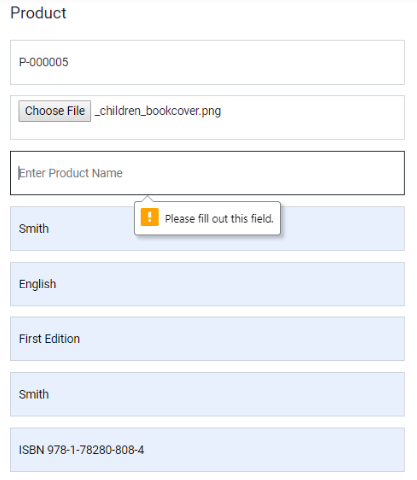 Product
P-000005
Choose File _children_bookcover.png
Enter Product Name
! Please fill out this field.
Smith
English
First Edition
Smith
ISBN 978-1-78280-808-4